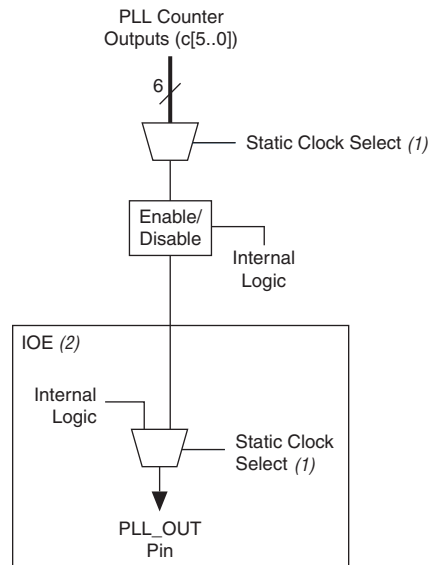 PLL Counter
Outputs (c[5..0])
6
Static Clock Select (1)
Enable/
Disable
Internal
Logic
IOE (2)
Internal
Logic
Static Clock
Select (1)
PLL_OUT
Pin